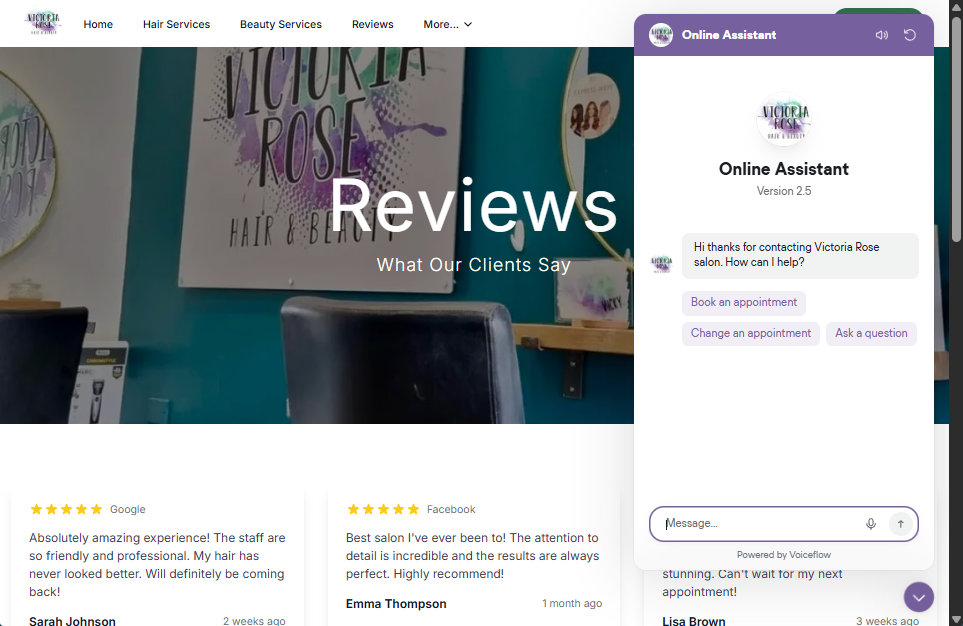 VICTORIA
ROSE
HAIR & BEAUTY
Home
Hair Services
Beauty Services
Reviews
More...
VICTORIA
ROSE
HAIR & BEAUTY
Reviews
What Our Clients Say
VICKY
Google
Absolutely amazing experience! The staff are
so friendly and professional. My hair has
never looked better. Will definitely be coming
back!
Sarah Johnson
2 weeks ago
Facebook
Best salon I've ever been to! The attention to
detail is incredible and the results are always
perfect. Highly recommend!
Emma Thompson
1 month ago
stunning. Can't wait for my next
appointment!
Lisa Brown
3 weeks ago
Online Assistant
VICTORIA
ROSE
HAIR & BEAUTY
Online Assistant
Version 2.5
Hi thanks for contacting Victoria Rose
salon. How can I help?
Book an appointment
Change an appointment
Ask a question
Message...
Powered by Voiceflow